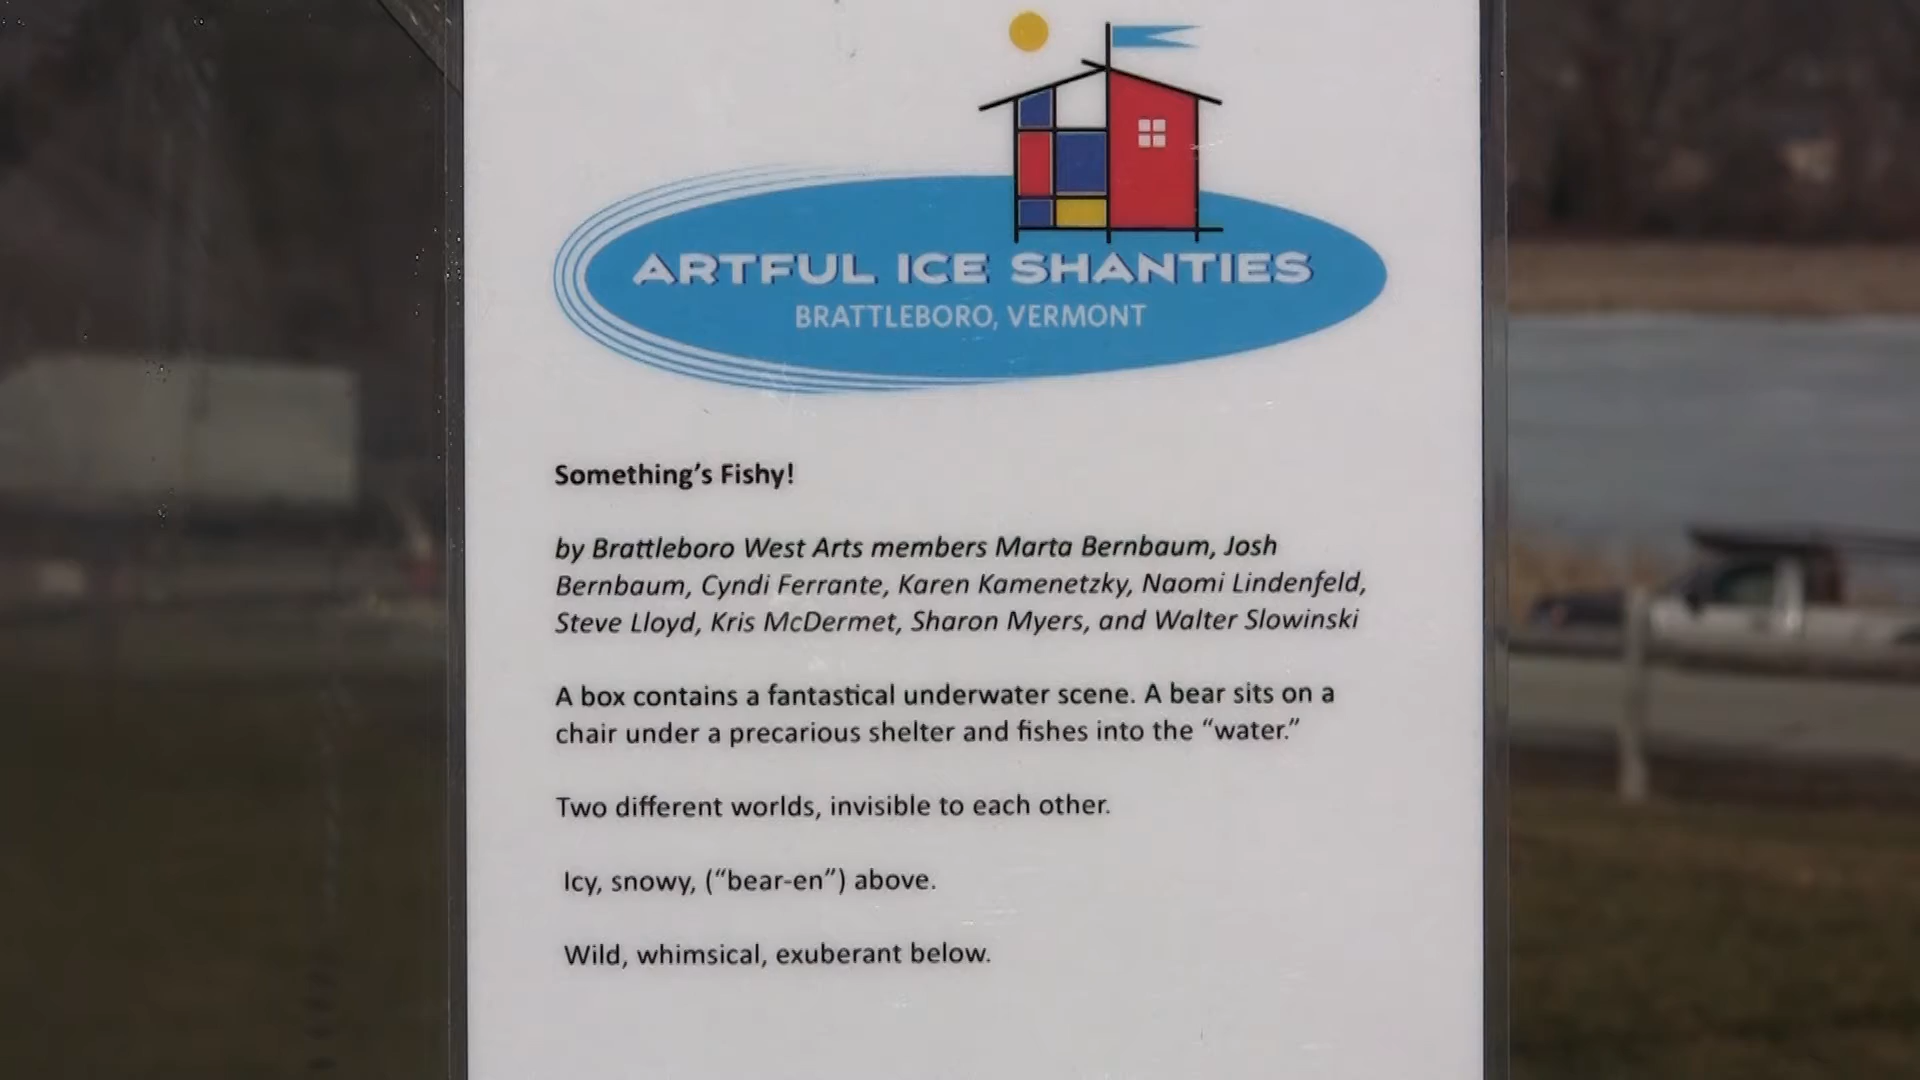 ARTFUL ICE SHANTIES
BRATTLEBORO, VERMONT
Something’s Fishy!
by Brattleboro West Arts members Marta Bernbaum, Josh
Bernbaum, Cyndi Ferrante, Karen Kamenetzky, Naomi Lindenfeld,
Steve Lloyd, Kris McDermet, Sharon Myers, and Walter Slowinski
A box contains a fantastical underwater scene. A bear sits on a
chair under a precarious shelter and fishes into the “water.”
Two different worlds, invisible to each other.
Icy, snowy, (“bear-en”) above.
Wild, whimsical, exuberant below.